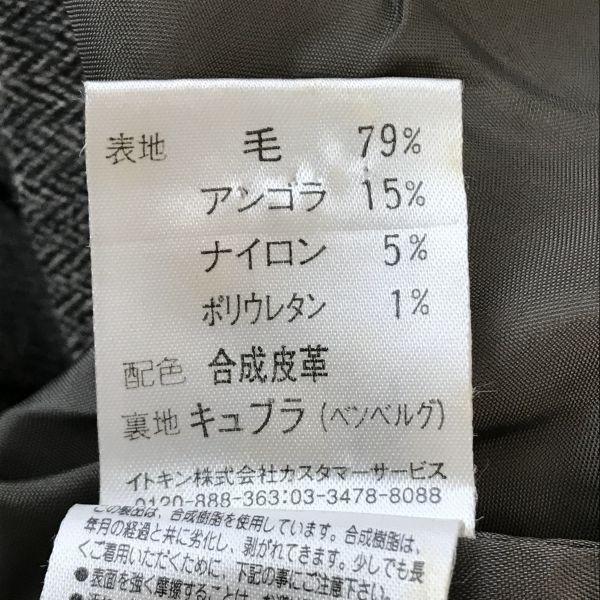 表地 毛 79%
アンゴラ 15%
ナイロン 5%
ポリウレタン 1%
配色 合成皮革
裏地 キュプラ(ベンベルグ)
イトキン株式会社カスタマーサービス
0120-888-363:03-3478-8088
この製品は、合成樹脂を使用しています。合成樹脂は、
年月の経過と共に劣化し、剥がれてきます。少しでも長
くご着用いただくために、下記の事にご注意下さい。
●表面を強く摩擦することは、お避け